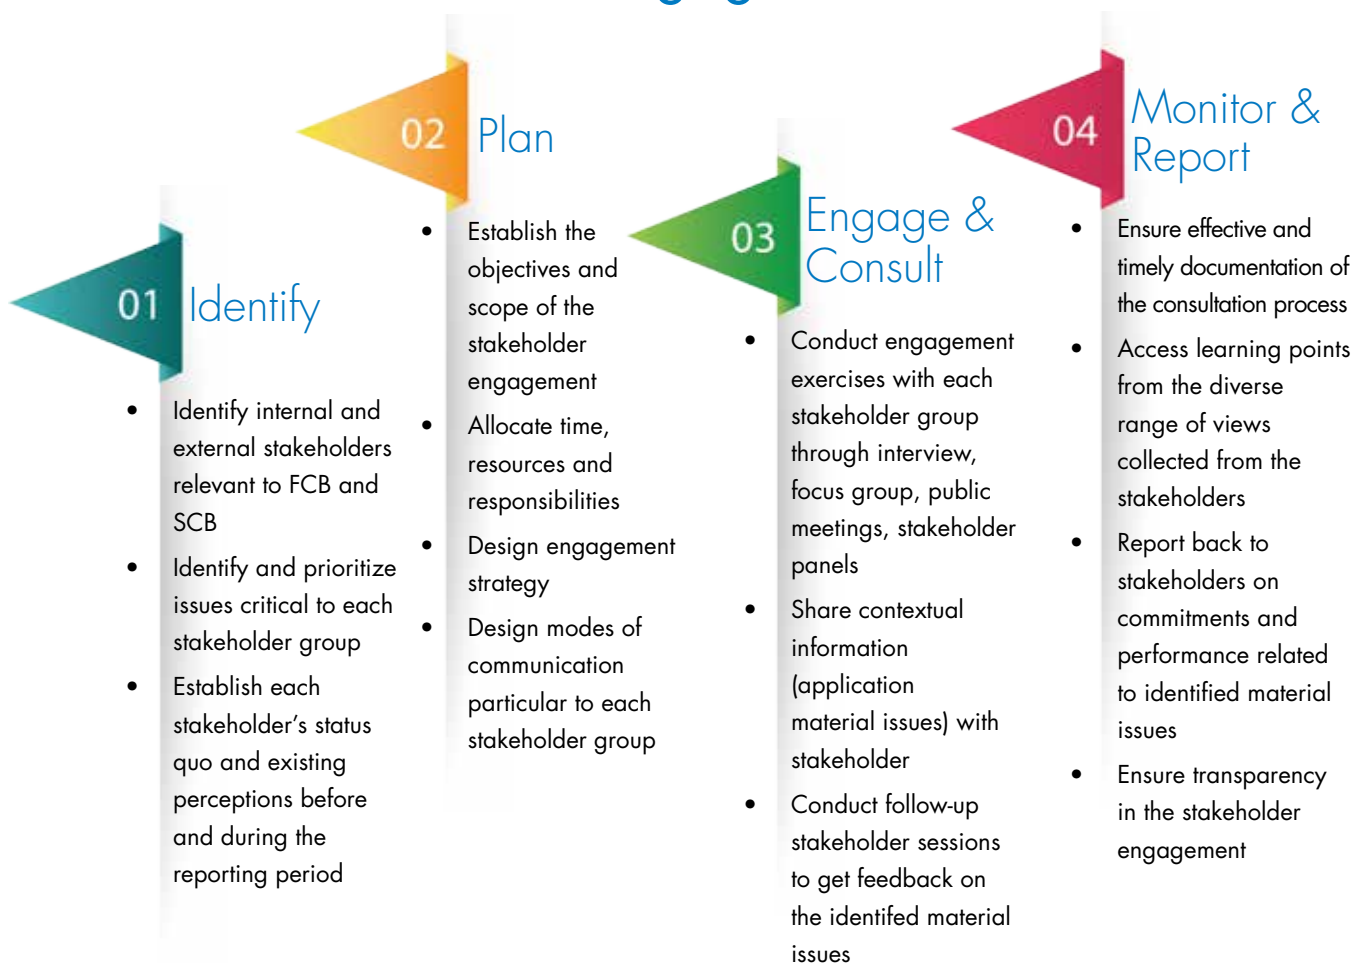 01
Identify
• Identify internal and
external stakeholders
relevant to FCB and
SCB
• Identify and prioritize
issues critical to each
stakeholder group
• Establish each
stakeholder’s status
quo and existing
perceptions before
and during the
reporting period
02
Plan
• Establish the
objectives and
scope of the
stakeholder
engagement
• Allocate time,
resources and
responsibilities
• Design engagement
strategy
• Design modes of
communication
particular to each
stakeholder group
03
Engage &
Consult
• Conduct engagement
exercises with each
stakeholder group
through interview,
focus group, public
meetings, stakeholder
panels
• Share contextual
information
(application
material issues) with
stakeholder
• Conduct follow-up
stakeholder sessions
to get feedback on
the identifed material
issues
04
Monitor &
Report
• Ensure effective and
timely documentation of
the consultation process
• Access learning points
from the diverse
range of views
collected from the
stakeholders
• Report back to
stakeholders on
commitments and
performance related
to identified material
issues
• Ensure transparency
in the stakeholder
engagement